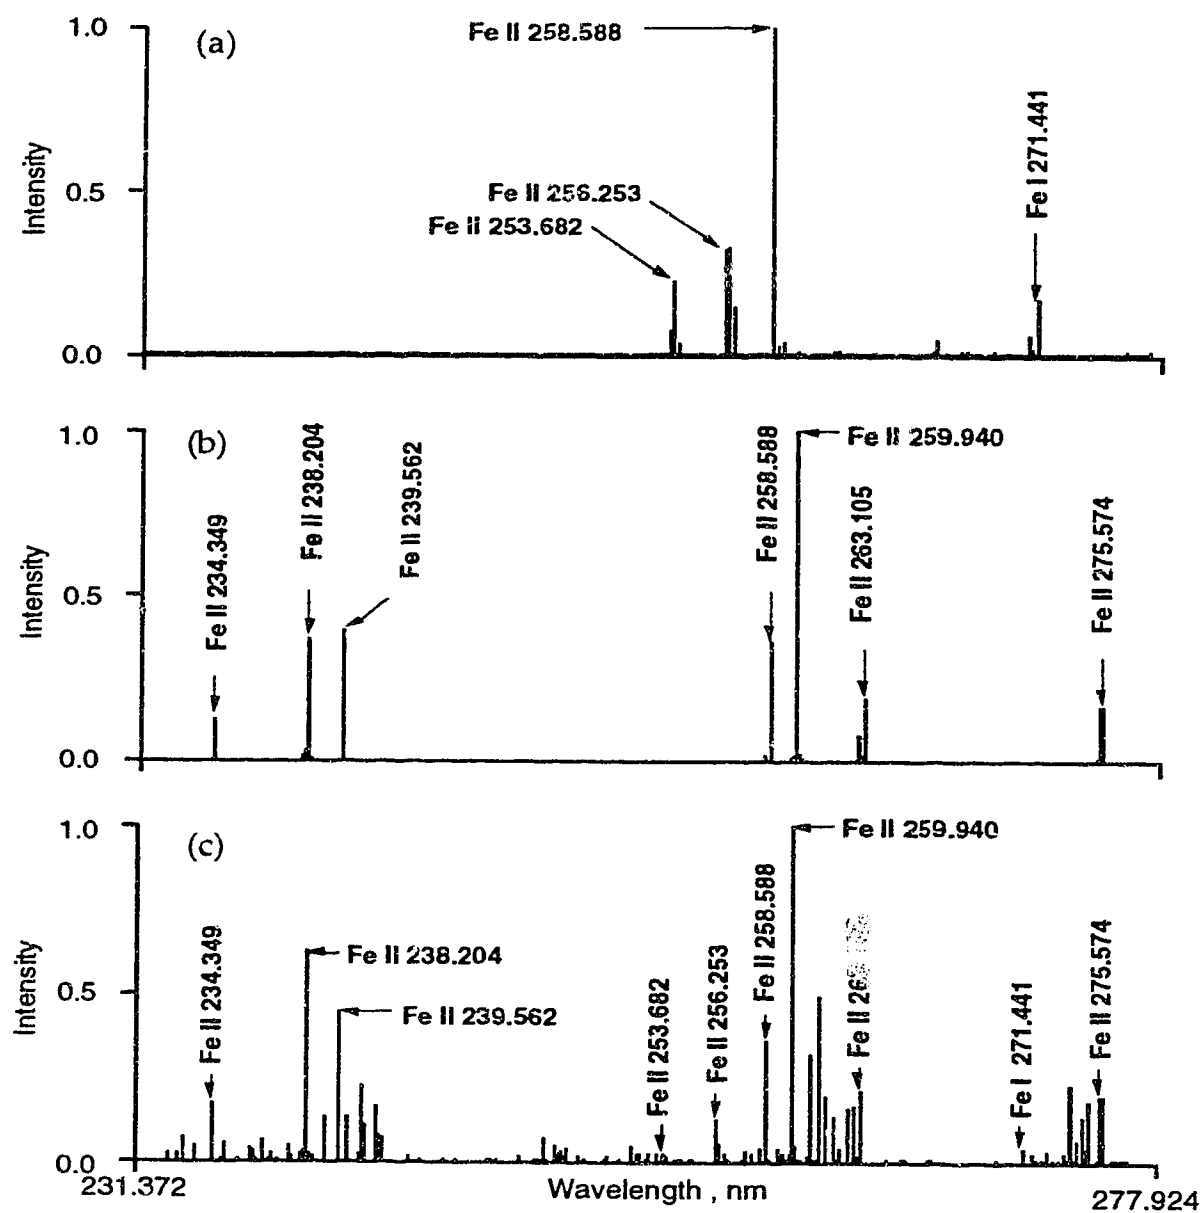 1.0
(a)
Fe II 258.588
Fe I 271.441
Intensity
0.5
Fe II 256.253
Fe Ii 253.682
0.0
1.0
(b)
Fe II 234.349
Fe II 238.204
Fe II 239.562
Fe II 258.588
Fe II 259.940
Fe II 263.105
Fe II 275.574
Intensity
0.5
0.0
1.0
(c)
Fe II 259.940
Fe II 234.349
Fe II 238.204
Fe II 239.562
Fe II 253.682
Fe II 256.253
Fe II 258.588
Fe II
Fe I 271.441
Fe II 275.574
Intensity
0.5
0.0
231.372
Wavelength , nm
277.924